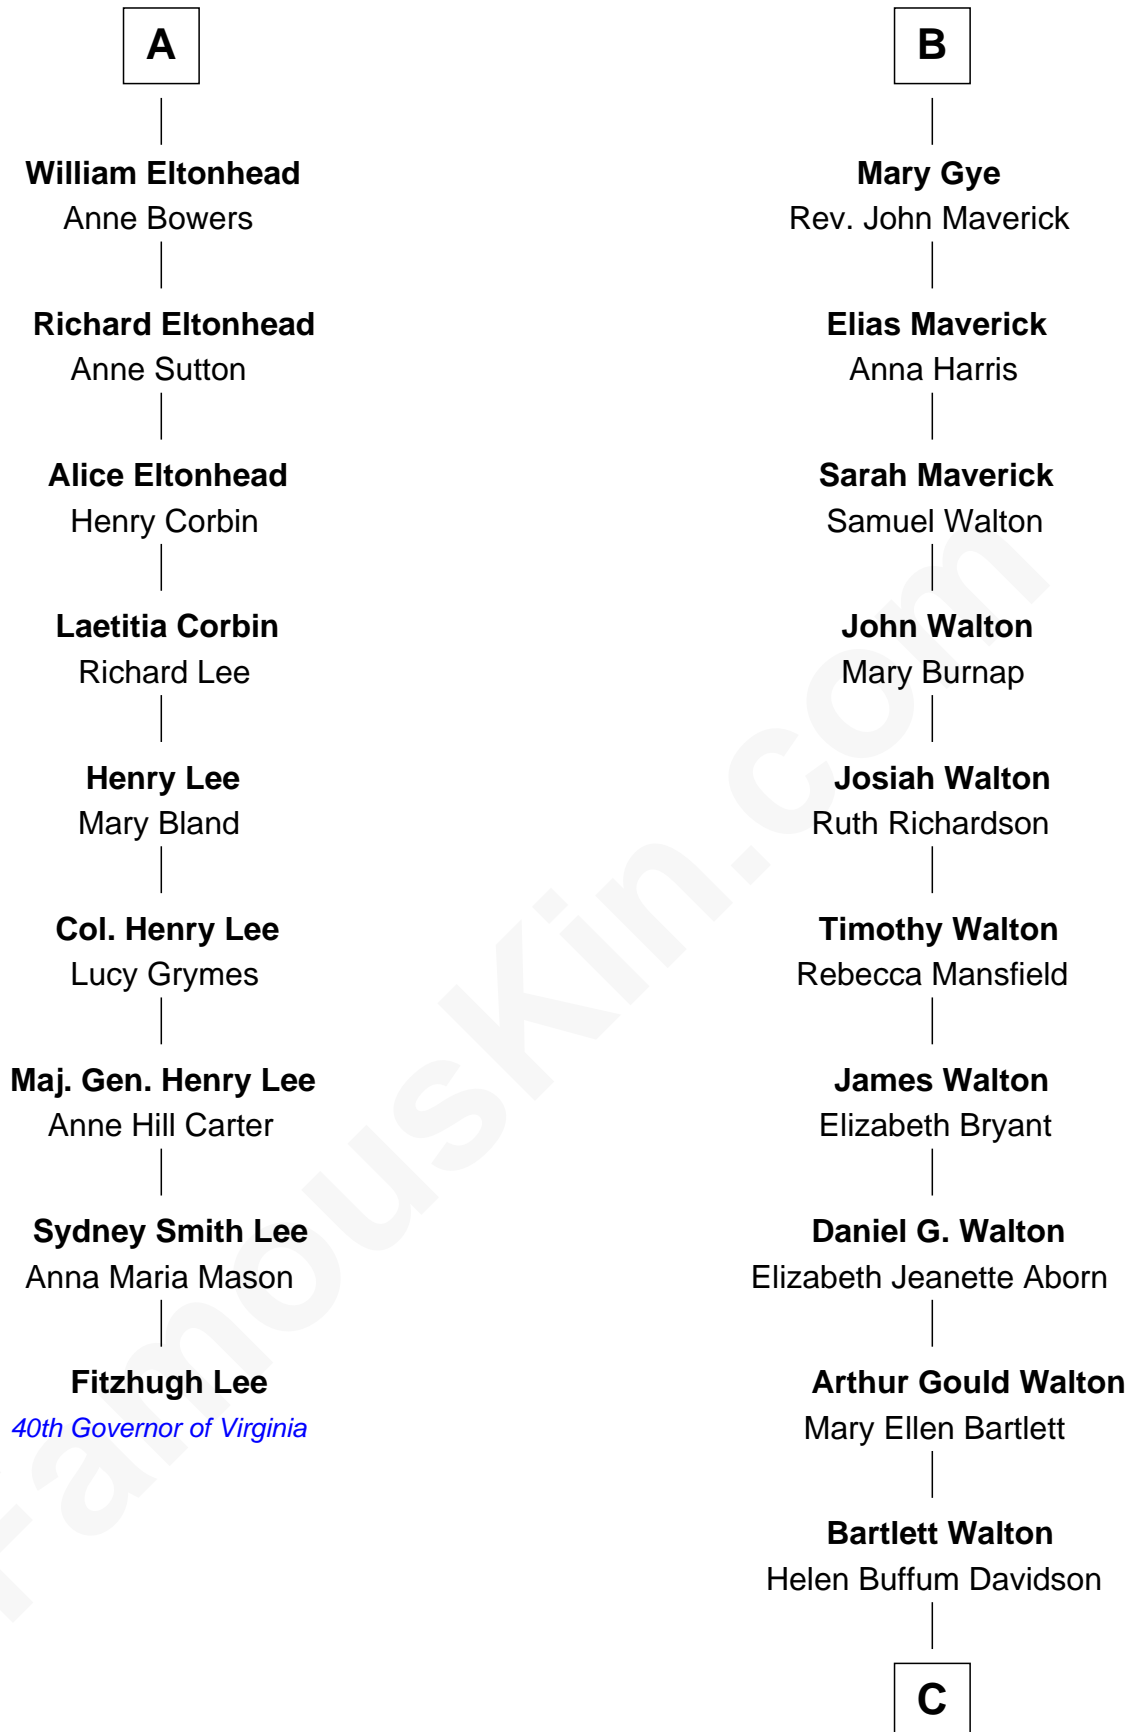 A
William Eltonhead
Anne Bowers
Richard Eltonhead
Anne Sutton
Alice Eltonhead
Henry Corbin
Laetitia Corbin
Richard Lee
Henry Lee
Mary Bland
Col. Henry Lee
Lucy Grymes
Maj. Gen. Henry Lee
Anne Hill Carter
Sydney Smith Lee
Anna Maria Mason
Fitzhugh Lee
40th Governor of Virginia
B
Mary Gye
Rev. John Maverick
Elias Maverick
Anna Harris
Sarah Maverick
Samuel Walton
John Walton
Mary Burnap
Josiah Walton
Ruth Richardson
Timothy Walton
Rebecca Mansfield
James Walton
Elizabeth Bryant
Daniel G. Walton
Elizabeth Jeanette Aborn
Arthur Gould Walton
Mary Ellen Bartlett
Bartlett Walton
Helen Buffum Davidson
C
FamousKin.com